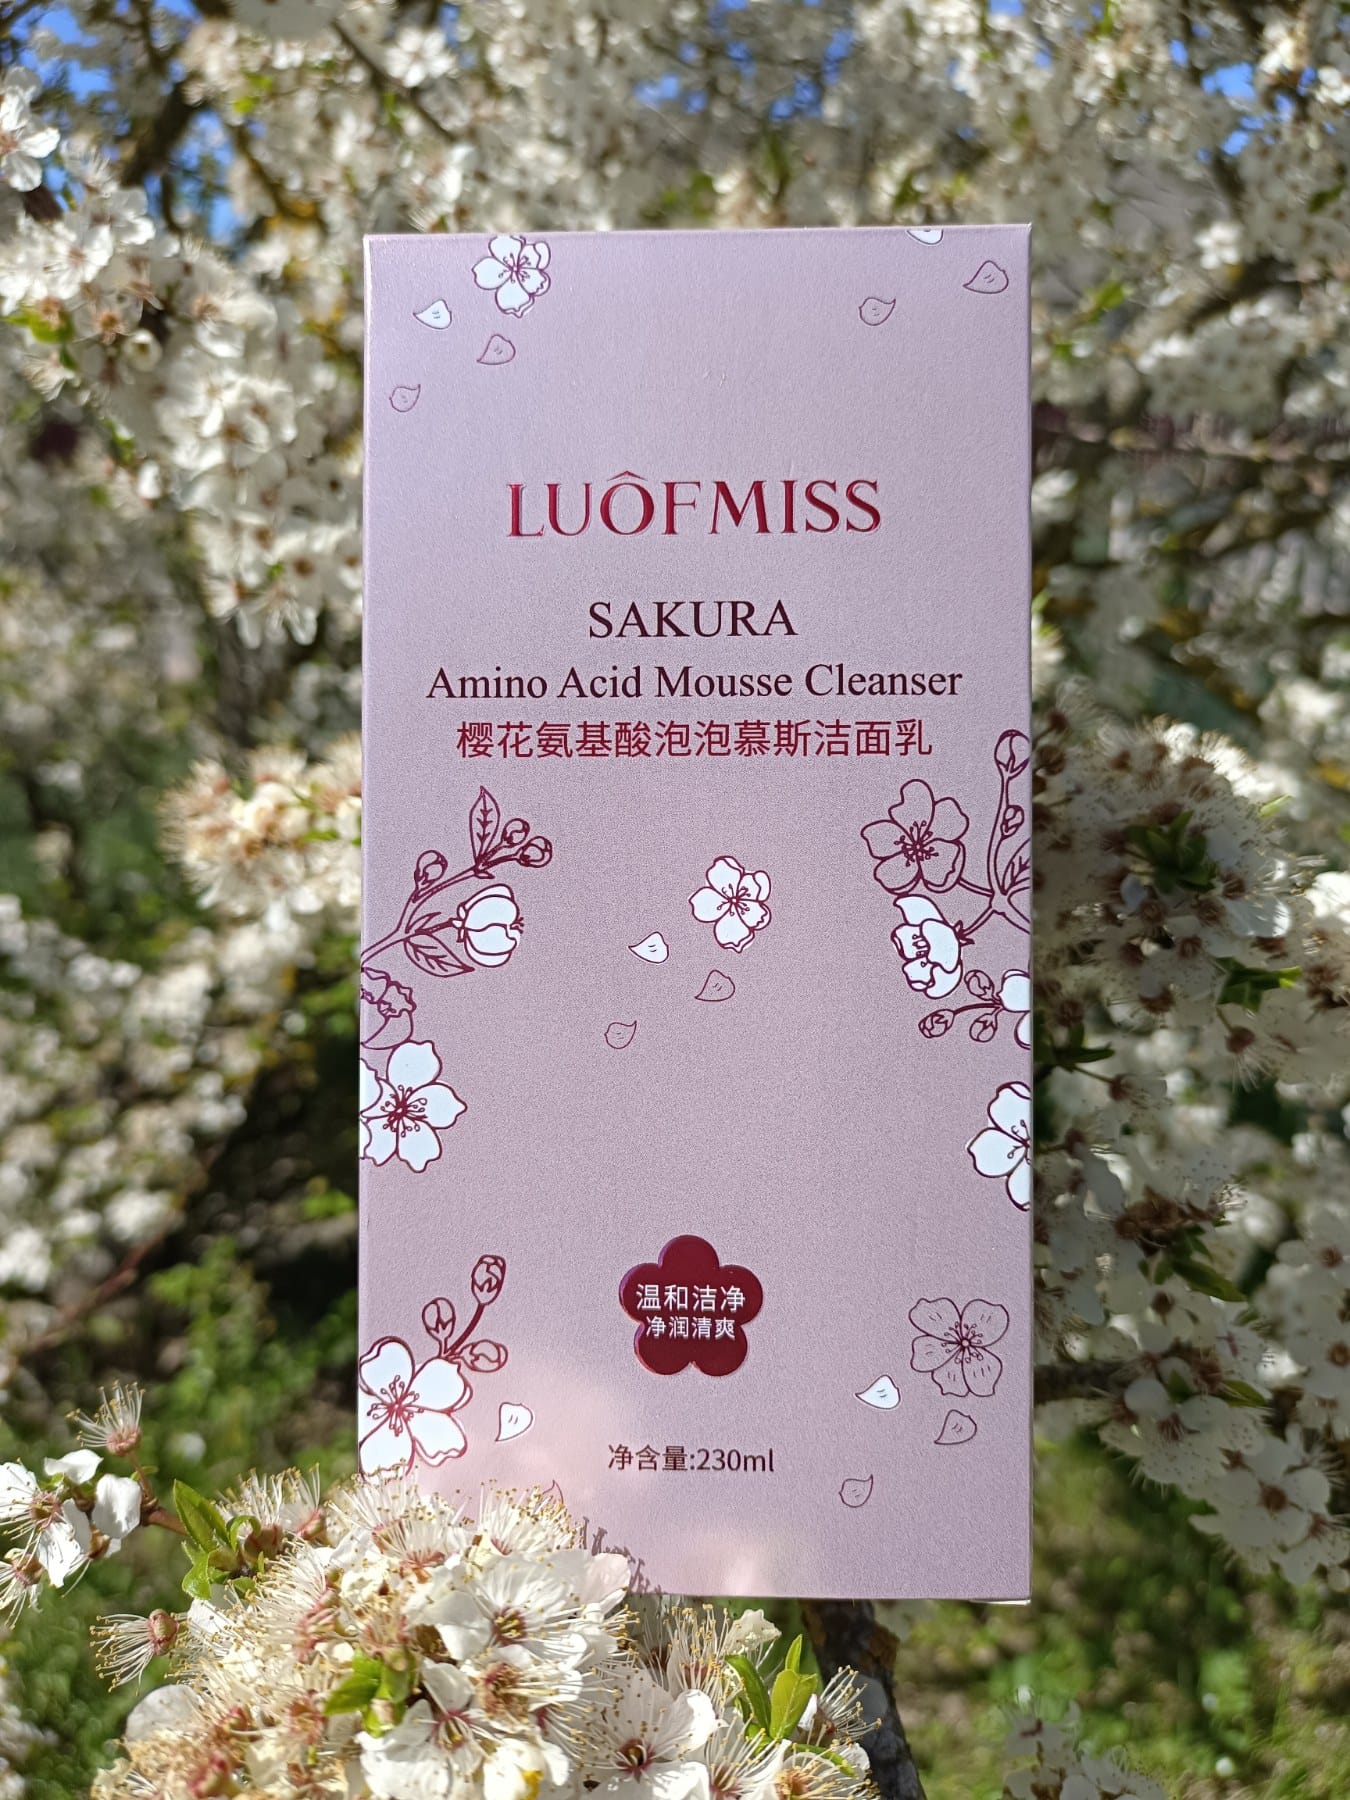 LUÔFMISS
SAKURA
Amino Acid Mousse Cleanser
樱花氨基酸泡泡慕斯洁面乳
温和洁净
净润清爽
净含量:230ml